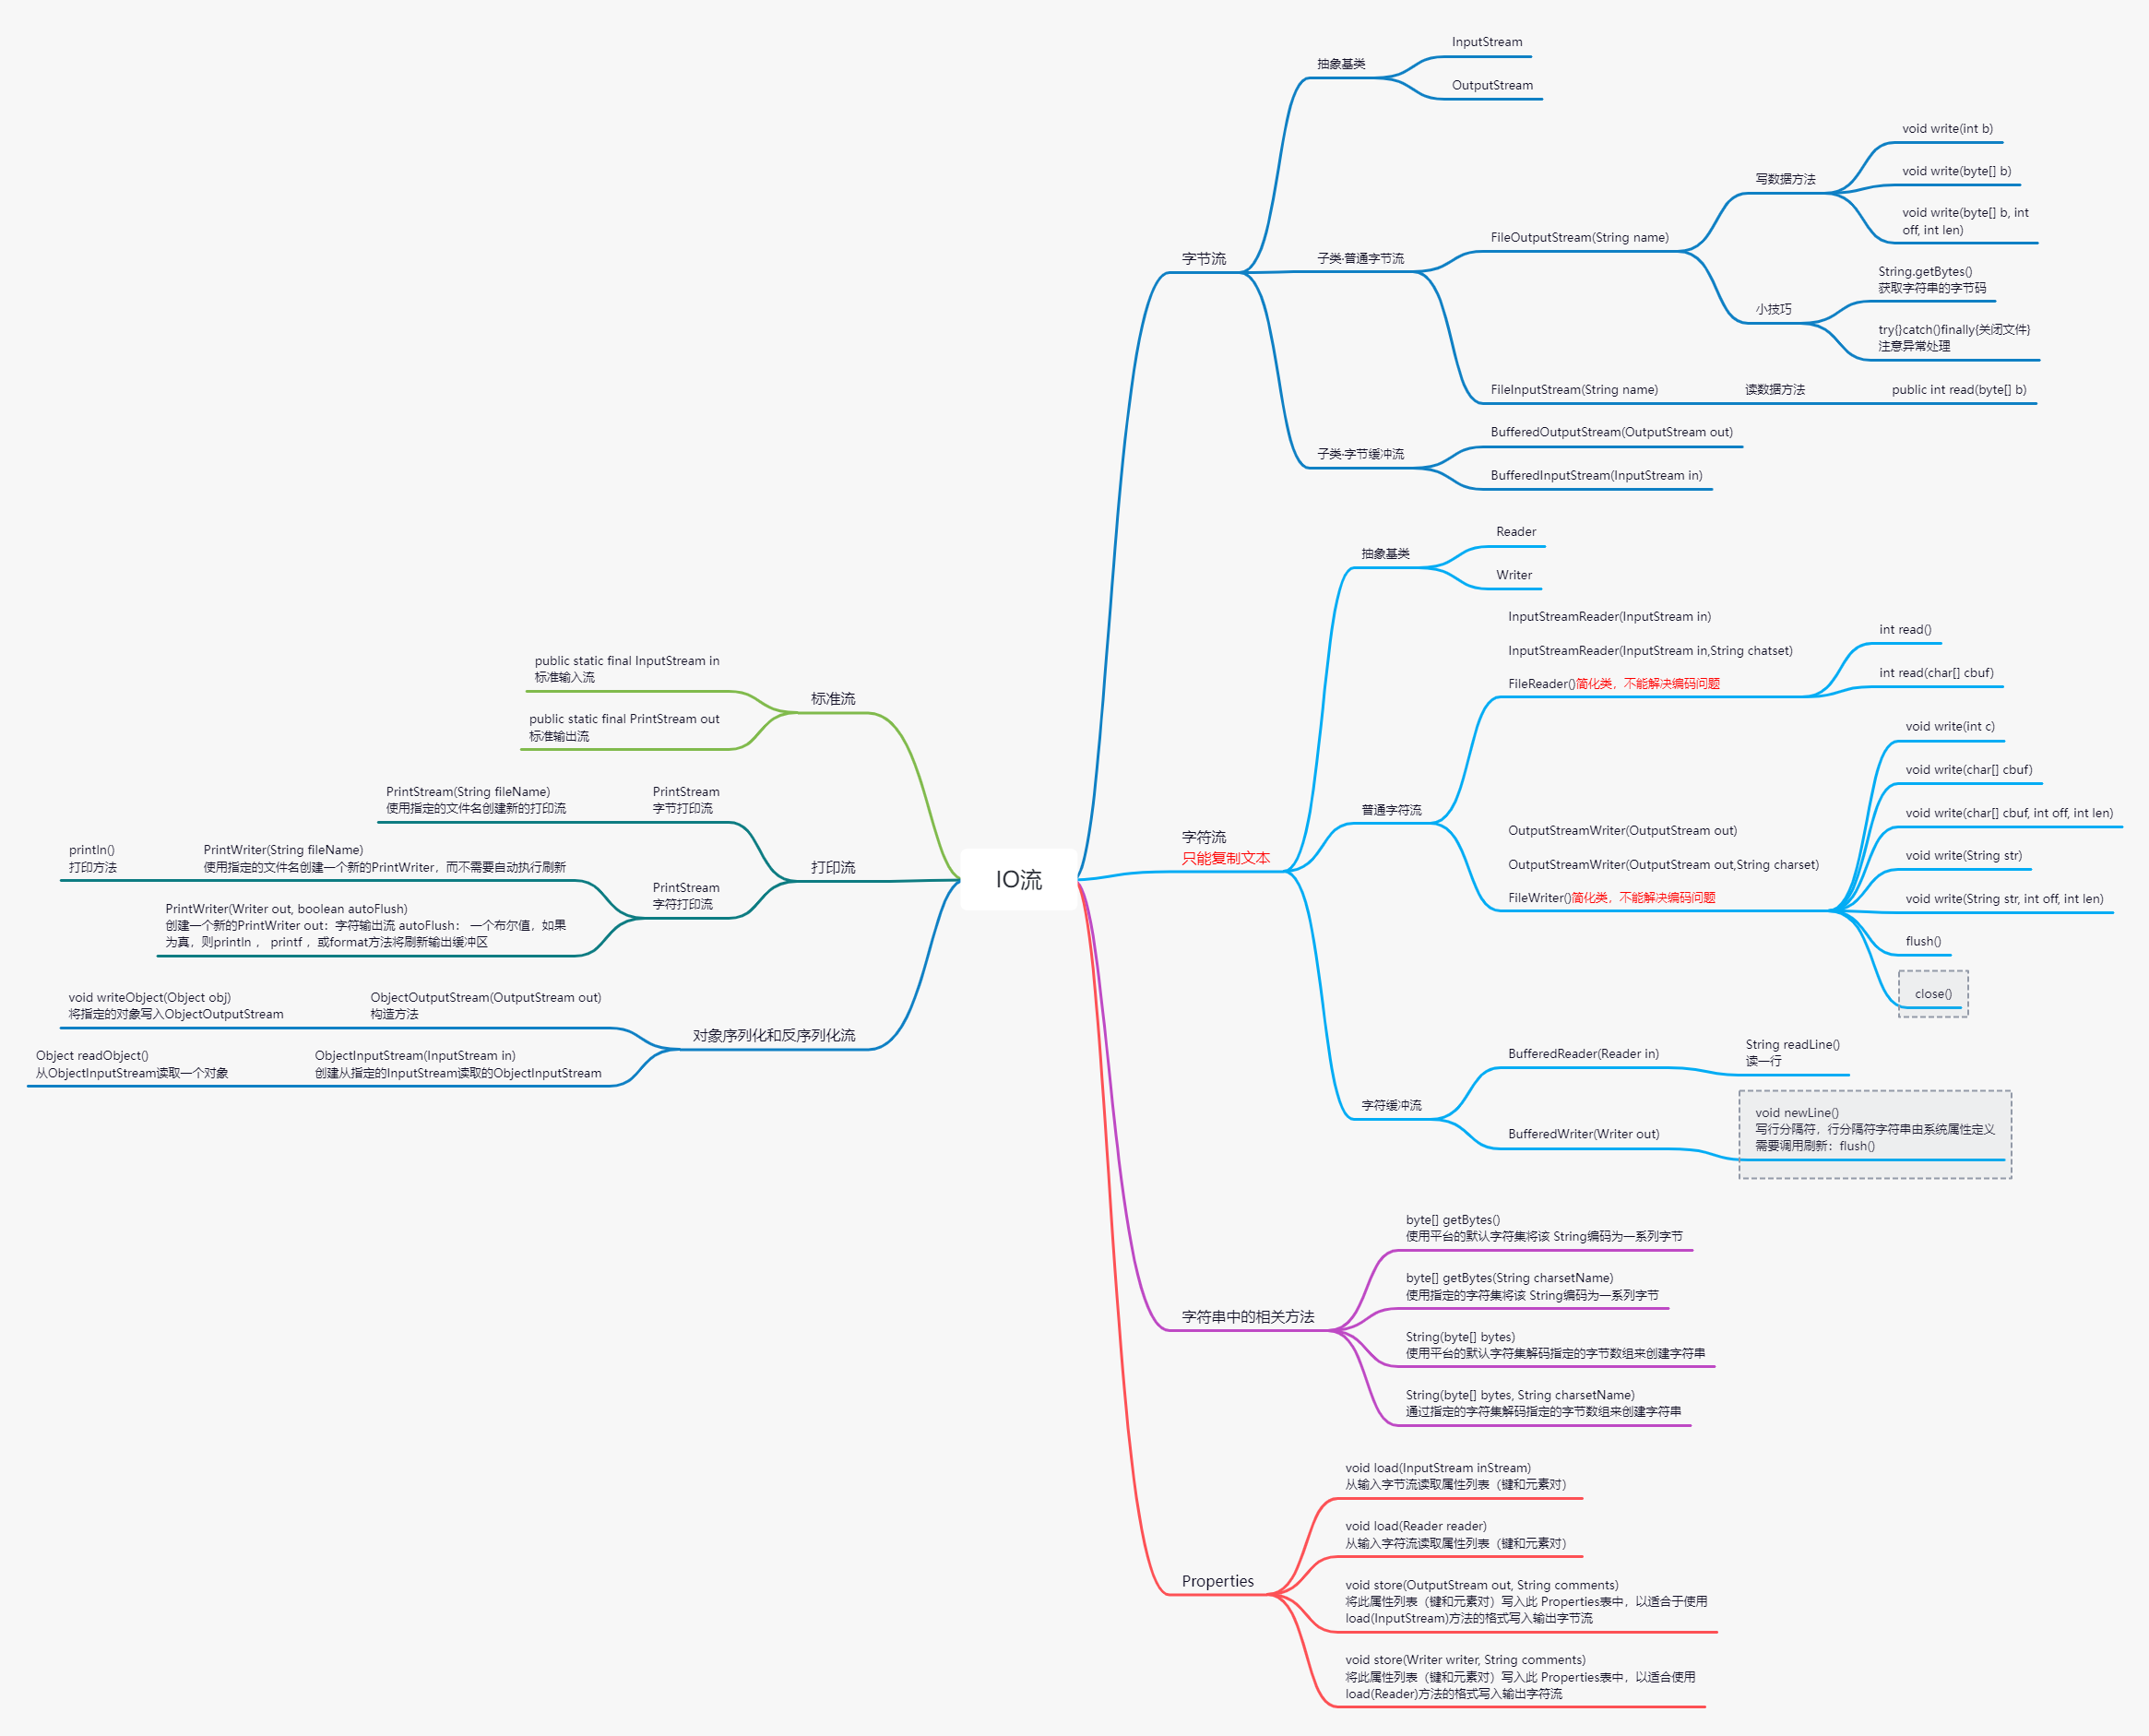 IO流
字节流
抽象基类
InputStream
OutputStream
子类-普通字节流
FileOutputStream(String name)
写数据方法
void write(int b)
void write(byte[] b)
void write(byte[] b, int
off, int len)
小技巧
String.getBytes()
获取字符串的字节码
try{}catch()finally{关闭文件}
注意异常处理
FileInputStream(String name)
读数据方法
public int read(byte[] b)
子类-字节缓冲流
BufferedOutputStream(OutputStream out)
BufferedInputStream(InputStream in)
字符流
只能复制文本
抽象基类
Reader
Writer
普通字符流
InputStreamReader(InputStream in)
InputStreamReader(InputStream in,String chatset)
FileReader()简化类，不能解决编码问题
int read()
int read(char[] cbuf)
OutputStreamWriter(OutputStream out)
OutputStreamWriter(OutputStream out,String charset)
FileWriter()简化类，不能解决编码问题
void write(int c)
void write(char[] cbuf)
void write(char[] cbuf, int off, int len)
void write(String str)
void write(String str, int off, int len)
flush()
close()
字符缓冲流
BufferedReader(Reader in)
String readLine()
读一行
BufferedWriter(Writer out)
void newLine()
写行分隔符，行分隔符字符串由系统属性定义
需要调用刷新：flush()
字符串中的相关方法
byte[] getBytes()
使用平台的默认字符集将该 String编码为一系列字节
byte[] getBytes(String charsetName)
使用指定的字符集将该 String编码为一系列字节
String(byte[] bytes)
使用平台的默认字符集解码指定的字节数组来创建字符串
String(byte[] bytes, String charsetName)
通过指定的字符集解码指定的字节数组来创建字符串
Properties
void load(InputStream inStream)
从输入字节流读取属性列表（键和元素对）
void load(Reader reader)
从输入字符流读取属性列表（键和元素对）
void store(OutputStream out, String comments)
将此属性列表（键和元素对）写入此 Properties表中，以适合于使用
load(InputStream)方法的格式写入输出字节流
void store(Writer writer, String comments)
将此属性列表（键和元素对）写入此 Properties表中，以适合使用
load(Reader)方法的格式写入输出字符流
标准流
public static final InputStream in
标准输入流
public static final PrintStream out
标准输出流
打印流
PrintStream
字节打印流
PrintStream(String fileName)
使用指定的文件名创建新的打印流
PrintStream
字符打印流
PrintWriter(String fileName)
使用指定的文件名创建一个新的PrintWriter，而不需要自动执行刷新
println()
打印方法
PrintWriter(Writer out, boolean autoFlush)
创建一个新的PrintWriter out：字符输出流 autoFlush： 一个布尔值，如果
为真，则println ， printf ，或format方法将刷新输出缓冲区
对象序列化和反序列化流
ObjectOutputStream(OutputStream out)
构造方法
void writeObject(Object obj)
将指定的对象写入ObjectOutputStream
ObjectInputStream(InputStream in)
创建从指定的InputStream读取的ObjectInputStream
Object readObject()
从ObjectInputStream读取一个对象